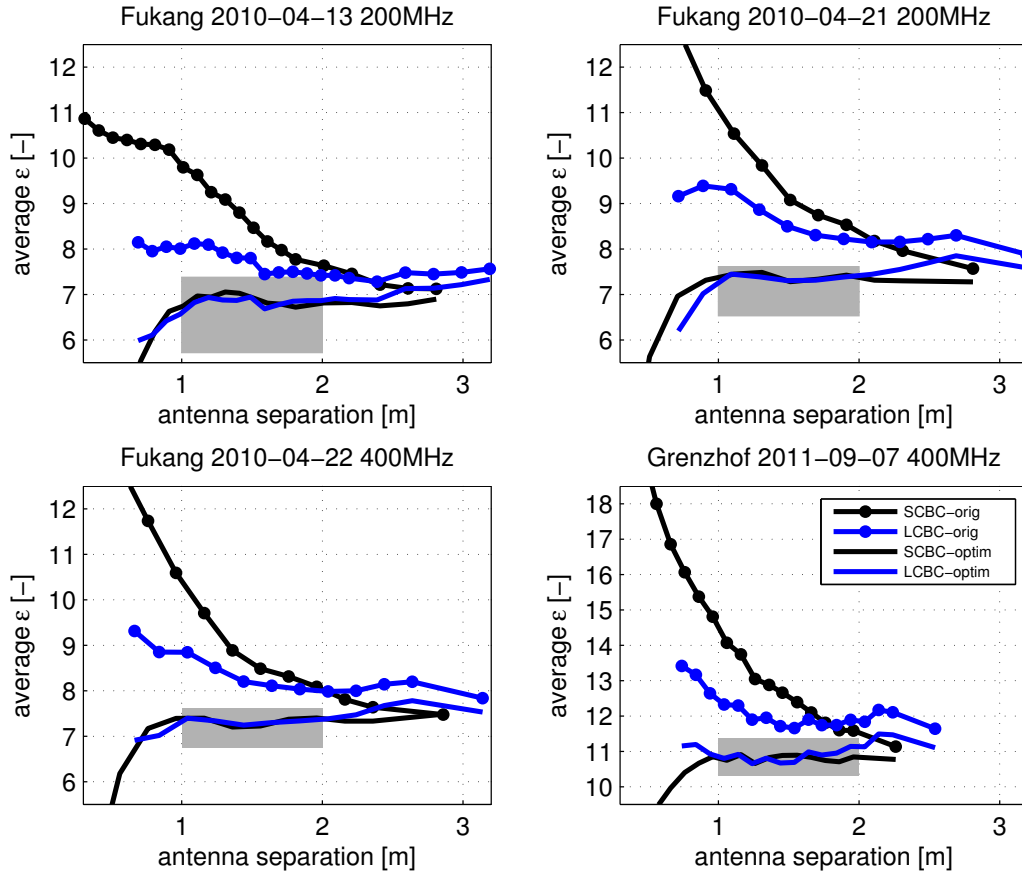 Fukang 2010−04−13 200MHz
12
11
10
9
8
7
6
average ε [−]
1
2
3
antenna separation [m]
Fukang 2010−04−21 200MHz
12
11
10
9
8
7
6
average ε [−]
1
2
3
antenna separation [m]
Fukang 2010−04−22 400MHz
12
11
10
9
8
7
6
average ε [−]
1
2
3
antenna separation [m]
Grenzhof 2011−09−07 400MHz
18
17
16
15
14
13
12
11
10
average ε [−]
SCBC−orig
LCBC−orig
SCBC−optim
LCBC−optim
1
2
3
antenna separation [m]